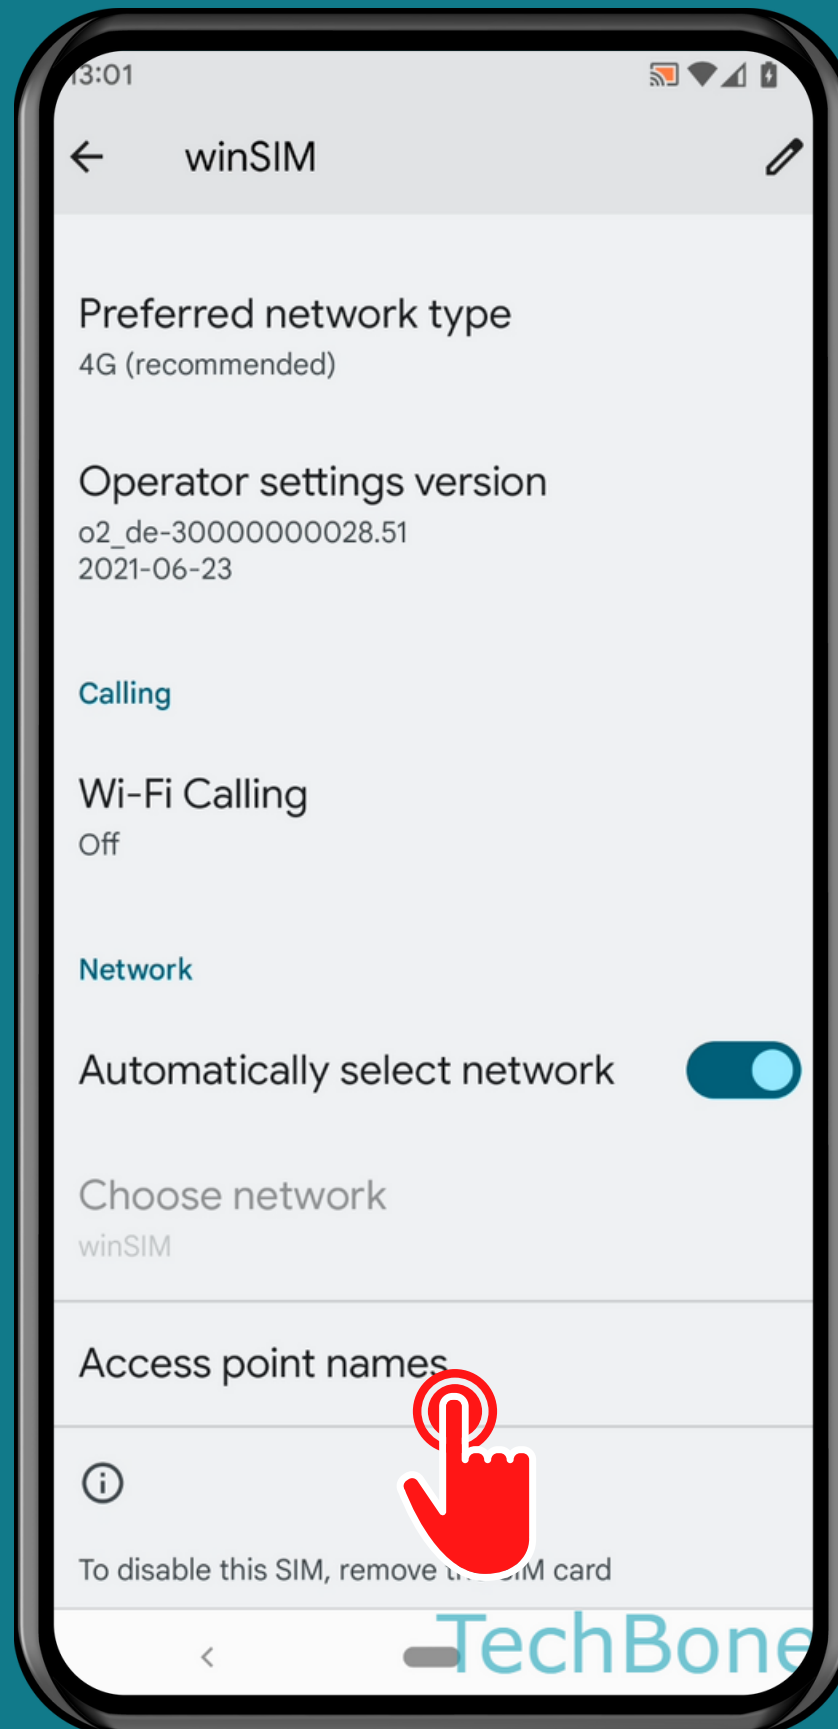 13:01
winSIM
Preferred network type
4G (recommended)
Operator settings version
o2_de-30000000028.51
2021-06-23
Calling
Wi-Fi Calling
Off
Network
Automatically select network
Choose network
winSIM
Access point names
To disable this SIM, remove the SIM card
TechBone